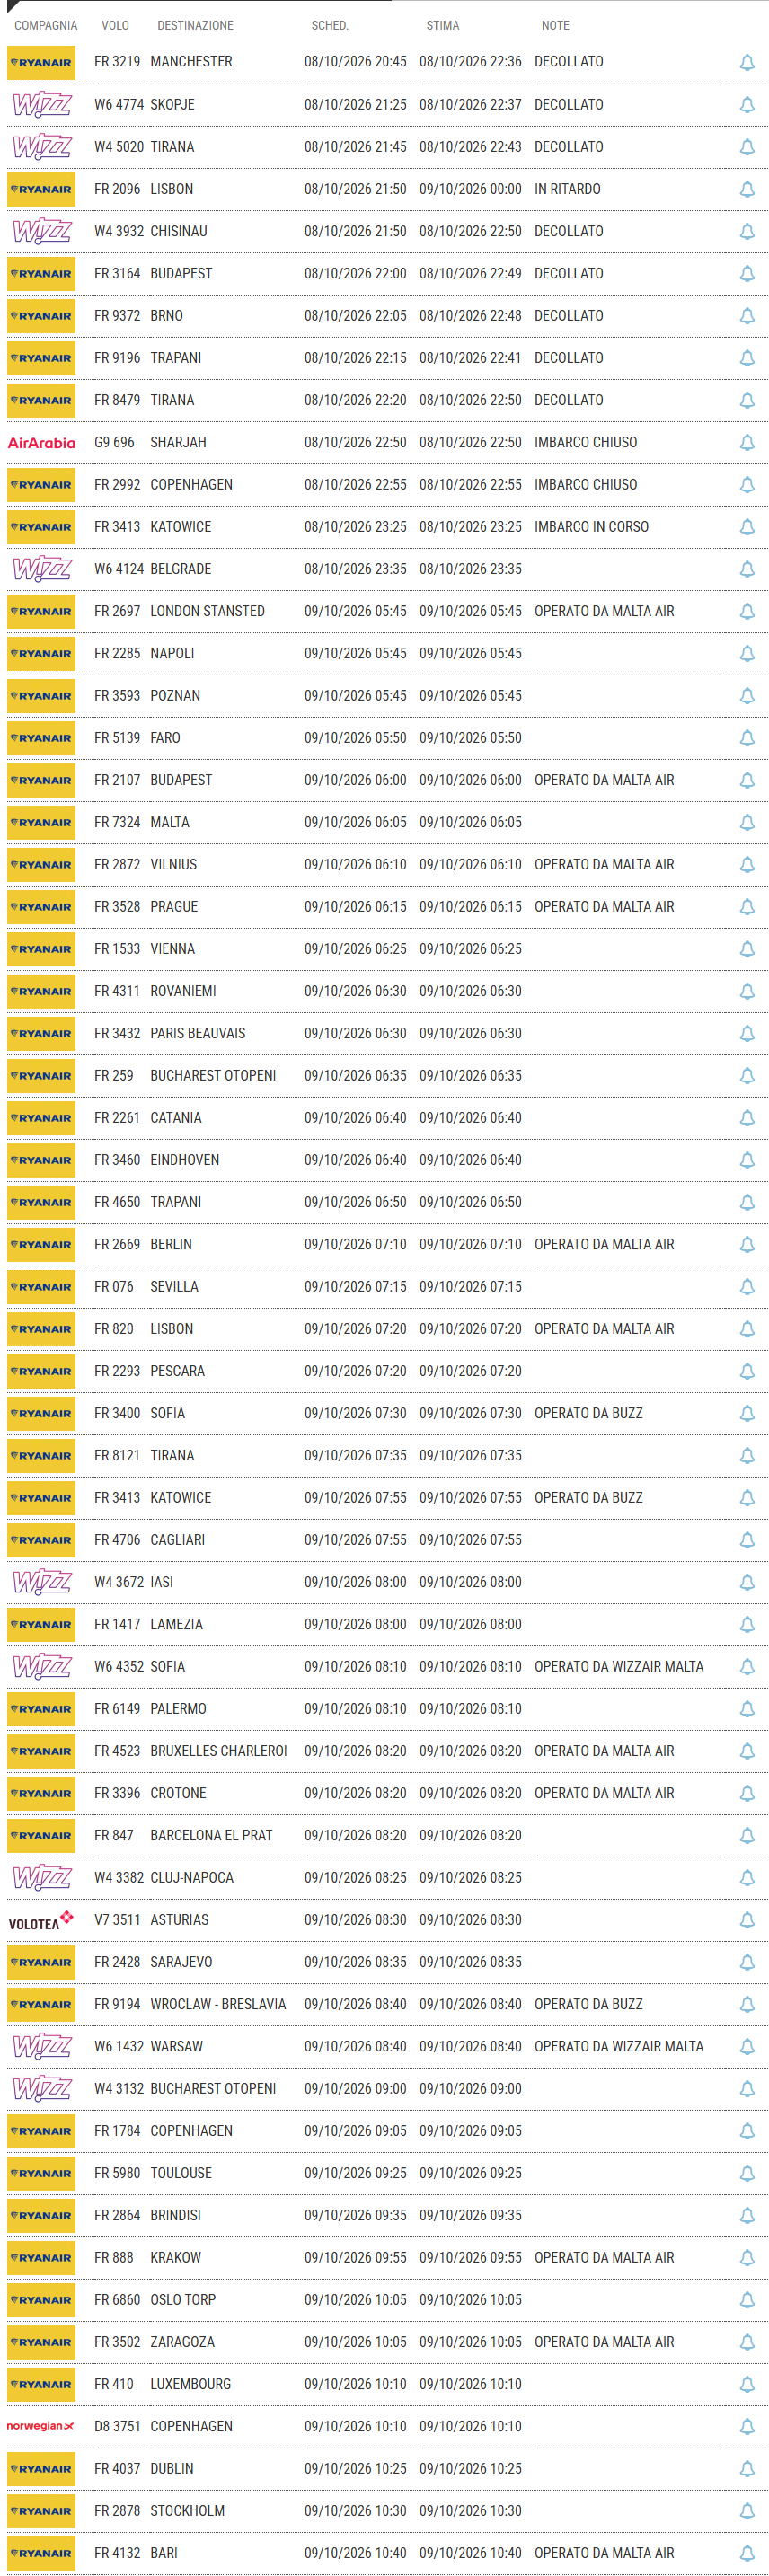 COMPAGNIA VOLO DESTINAZIONE SCHED. STIMA NOTE
RYANAIR FR 3219 MANCHESTER 08/10/2026 20:45 08/10/2026 22:36 DECOLLATO
WIZZ W6 4774 SKOPJE 08/10/2026 21:25 08/10/2026 22:37 DECOLLATO
WIZZ W4 5020 TIRANA 08/10/2026 21:45 08/10/2026 22:43 DECOLLATO
RYANAIR FR 2096 LISBON 08/10/2026 21:50 09/10/2026 00:00 IN RITARDO
WIZZ W4 3932 CHISINAU 08/10/2026 21:50 08/10/2026 22:50 DECOLLATO
RYANAIR FR 3164 BUDAPEST 08/10/2026 22:00 08/10/2026 22:49 DECOLLATO
RYANAIR FR 9372 BRNO 08/10/2026 22:05 08/10/2026 22:48 DECOLLATO
RYANAIR FR 9196 TRAPANI 08/10/2026 22:15 08/10/2026 22:41 DECOLLATO
RYANAIR FR 8479 TIRANA 08/10/2026 22:20 08/10/2026 22:50 DECOLLATO
AirArabia G9 696 SHARJAH 08/10/2026 22:50 08/10/2026 22:50 IMBARCO CHIUSO
RYANAIR FR 2992 COPENHAGEN 08/10/2026 22:55 08/10/2026 22:55 IMBARCO CHIUSO
RYANAIR FR 3413 KATOWICE 08/10/2026 23:25 08/10/2026 23:25 IMBARCO IN CORSO
WIZZ W6 4124 BELGRADE 08/10/2026 23:35 08/10/2026 23:35
RYANAIR FR 2697 LONDON STANSTED 09/10/2026 05:45 09/10/2026 05:45 OPERATO DA MALTA AIR
RYANAIR FR 2285 NAPOLI 09/10/2026 05:45 09/10/2026 05:45
RYANAIR FR 3593 POZNAN 09/10/2026 05:45 09/10/2026 05:45
RYANAIR FR 5139 FARO 09/10/2026 05:50 09/10/2026 05:50
RYANAIR FR 2107 BUDAPEST 09/10/2026 06:00 09/10/2026 06:00 OPERATO DA MALTA AIR
RYANAIR FR 7324 MALTA 09/10/2026 06:05 09/10/2026 06:05
RYANAIR FR 2872 VILNIUS 09/10/2026 06:10 09/10/2026 06:10 OPERATO DA MALTA AIR
RYANAIR FR 3528 PRAGUE 09/10/2026 06:15 09/10/2026 06:15 OPERATO DA MALTA AIR
RYANAIR FR 1533 VIENNA 09/10/2026 06:25 09/10/2026 06:25
RYANAIR FR 4311 ROVANIEMI 09/10/2026 06:30 09/10/2026 06:30
RYANAIR FR 3432 PARIS BEAUVAIS 09/10/2026 06:30 09/10/2026 06:30
RYANAIR FR 259 BUCHAREST OTOPENI 09/10/2026 06:35 09/10/2026 06:35
RYANAIR FR 2261 CATANIA 09/10/2026 06:40 09/10/2026 06:40
RYANAIR FR 3460 EINDHOVEN 09/10/2026 06:40 09/10/2026 06:40
RYANAIR FR 4650 TRAPANI 09/10/2026 06:50 09/10/2026 06:50
RYANAIR FR 2669 BERLIN 09/10/2026 07:10 09/10/2026 07:10 OPERATO DA MALTA AIR
RYANAIR FR 076 SEVILLA 09/10/2026 07:15 09/10/2026 07:15
RYANAIR FR 820 LISBON 09/10/2026 07:20 09/10/2026 07:20 OPERATO DA MALTA AIR
RYANAIR FR 2293 PESCARA 09/10/2026 07:20 09/10/2026 07:20
RYANAIR FR 3400 SOFIA 09/10/2026 07:30 09/10/2026 07:30 OPERATO DA BUZZ
RYANAIR FR 8121 TIRANA 09/10/2026 07:35 09/10/2026 07:35
RYANAIR FR 3413 KATOWICE 09/10/2026 07:55 09/10/2026 07:55 OPERATO DA BUZZ
RYANAIR FR 4706 CAGLIARI 09/10/2026 07:55 09/10/2026 07:55
WIZZ W4 3672 IASI 09/10/2026 08:00 09/10/2026 08:00
RYANAIR FR 1417 LAMEZIA 09/10/2026 08:00 09/10/2026 08:00
WIZZ W6 4352 SOFIA 09/10/2026 08:10 09/10/2026 08:10 OPERATO DA WIZZAIR MALTA
RYANAIR FR 6149 PALERMO 09/10/2026 08:10 09/10/2026 08:10
RYANAIR FR 4523 BRUXELLES CHARLEROI 09/10/2026 08:20 09/10/2026 08:20 OPERATO DA MALTA AIR
RYANAIR FR 3396 CROTONE 09/10/2026 08:20 09/10/2026 08:20 OPERATO DA MALTA AIR
RYANAIR FR 847 BARCELONA EL PRAT 09/10/2026 08:20 09/10/2026 08:20
WIZZ W4 3382 CLUJ-NAPOCA 09/10/2026 08:25 09/10/2026 08:25
VOLOTEA V7 3511 ASTURIAS 09/10/2026 08:30 09/10/2026 08:30
RYANAIR FR 2428 SARAJEVO 09/10/2026 08:35 09/10/2026 08:35
RYANAIR FR 9194 WROCLAW - BRESLAVIA 09/10/2026 08:40 09/10/2026 08:40 OPERATO DA BUZZ
WIZZ W6 1432 WARSAW 09/10/2026 08:40 09/10/2026 08:40 OPERATO DA WIZZAIR MALTA
WIZZ W4 3132 BUCHAREST OTOPENI 09/10/2026 09:00 09/10/2026 09:00
RYANAIR FR 1784 COPENHAGEN 09/10/2026 09:05 09/10/2026 09:05
RYANAIR FR 5980 TOULOUSE 09/10/2026 09:25 09/10/2026 09:25
RYANAIR FR 2864 BRINDISI 09/10/2026 09:35 09/10/2026 09:35
RYANAIR FR 888 KRAKOW 09/10/2026 09:55 09/10/2026 09:55 OPERATO DA MALTA AIR
RYANAIR FR 6860 OSLO TORP 09/10/2026 10:05 09/10/2026 10:05
RYANAIR FR 3502 ZARAGOZA 09/10/2026 10:05 09/10/2026 10:05 OPERATO DA MALTA AIR
RYANAIR FR 410 LUXEMBOURG 09/10/2026 10:10 09/10/2026 10:10
norwegian D8 3751 COPENHAGEN 09/10/2026 10:10 09/10/2026 10:10
RYANAIR FR 4037 DUBLIN 09/10/2026 10:25 09/10/2026 10:25
RYANAIR FR 2878 STOCKHOLM 09/10/2026 10:30 09/10/2026 10:30
RYANAIR FR 4132 BARI 09/10/2026 10:40 09/10/2026 10:40 OPERATO DA MALTA AIR